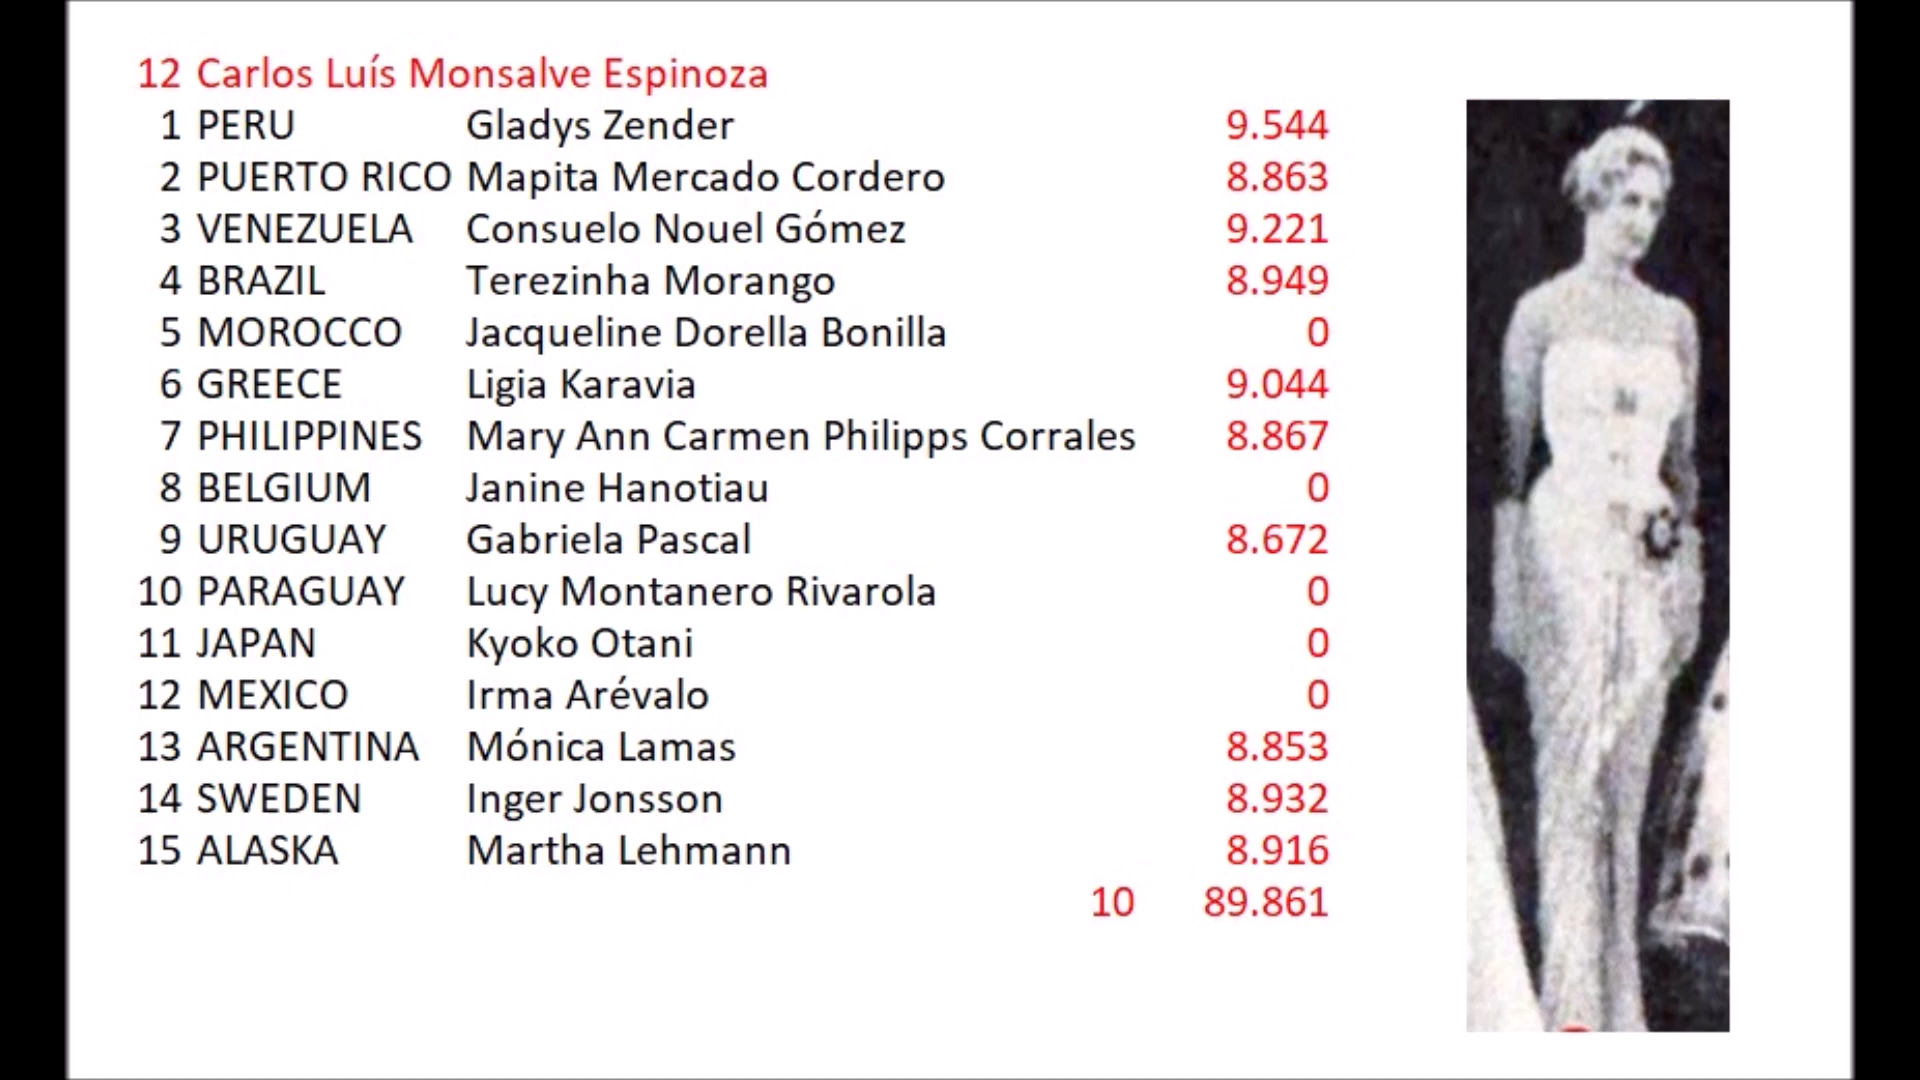 12 Carlos Luís Monsalve Espinoza
1 PERU Gladys Zender 9.544
2 PUERTO RICO Mapita Mercado Cordero 8.863
3 VENEZUELA Consuelo Nouel Gómez 9.221
4 BRAZIL Terezinha Morango 8.949
5 MOROCCO Jacqueline Dorella Bonilla 0
6 GREECE Ligia Karavia 9.044
7 PHILIPPINES Mary Ann Carmen Philipps Corrales 8.867
8 BELGIUM Janine Hanotiau 0
9 URUGUAY Gabriela Pascal 8.672
10 PARAGUAY Lucy Montanero Rivarola 0
11 JAPAN Kyoko Otani 0
12 MEXICO Irma Arévalo 0
13 ARGENTINA Mónica Lamas 8.853
14 SWEDEN Inger Jonsson 8.932
15 ALASKA Martha Lehmann 8.916
10 89.861